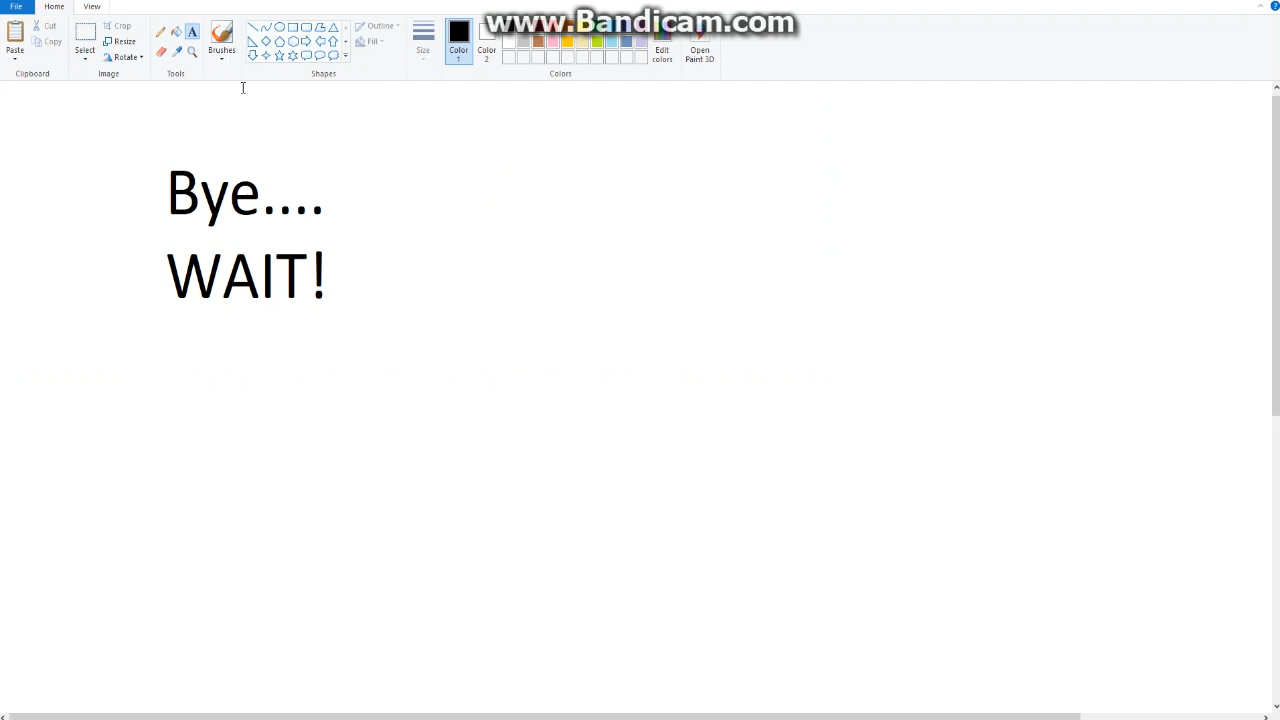 www.Bandicam.com
File Home View
Paste
Cut
Copy
Clipboard
Select
Crop
Resize
Rotate
Image
A
Tools
Brushes
Outline
Fill
Shapes
Size
Color 1
Color 2
Edit colors
Colors
Open Paint 3D
Bye....
WAIT!